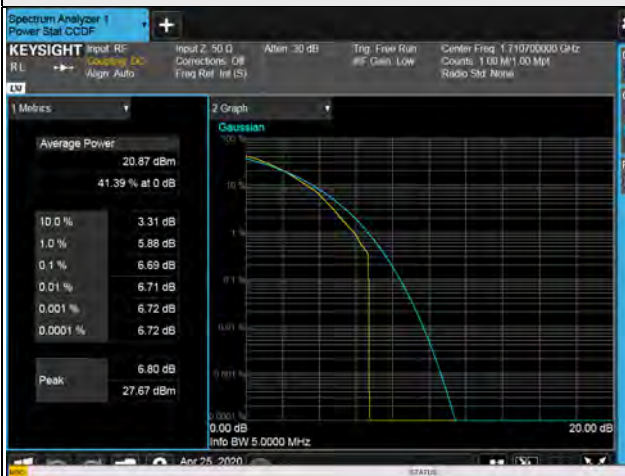 Spectrum Analyzer 1
Power Stat CCDF
KEYSIGHT Input: RF Input Z: 50 Ω Atten: 30 dB Trig: Free Run Center Freq: 1.710700000 GHz
RL Coupling: DC Corrections: Off #IF Gain: Low Counts: 1.00 M/1.00 Mpt
Align: Auto Freq Ref: Int (S) Radio Std: None
LW
1 Metrics
2 Graph
Average Power
20.87 dBm
41.39 % at 0 dB
10.0 % 3.31 dB
1.0 % 5.88 dB
0.1 % 6.69 dB
0.01 % 6.71 dB
0.001 % 6.72 dB
0.0001 % 6.72 dB
Peak
6.80 dB
27.67 dBm
Gaussian
100 %
10 %
1 %
0.1 %
0.01 %
0.001 %
0.0001 %
0.00 dB 20.00 dB
Info BW 5.0000 MHz
Apr 25, 2020
MSG STATUS